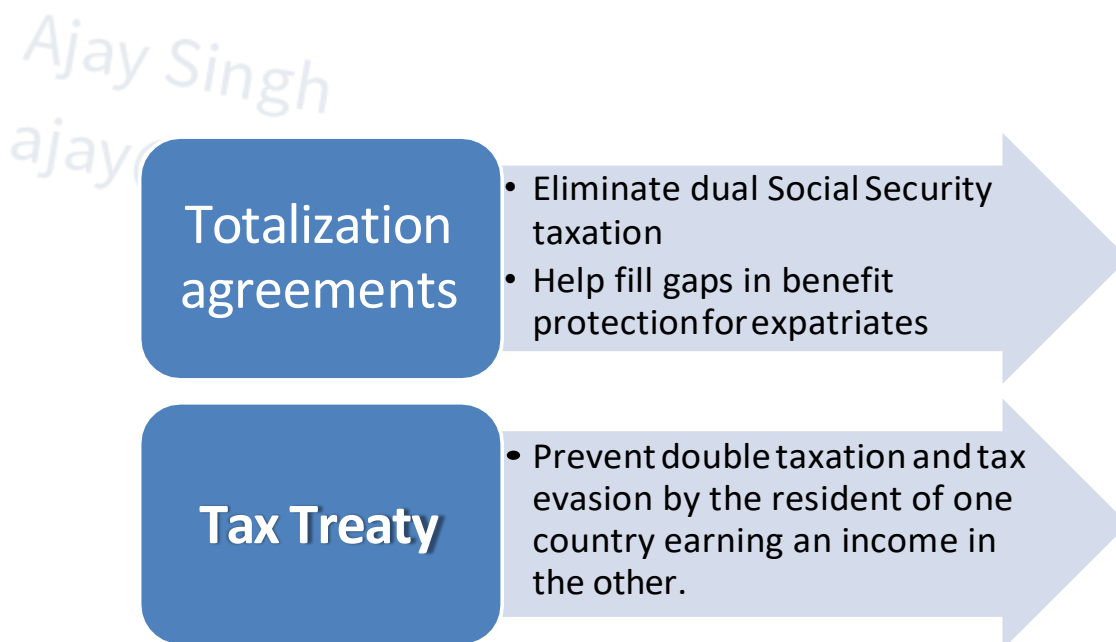 Ajay Singh
ajay@
Totalization
agreements
• Eliminate dual Social Security
taxation
• Help fill gaps in benefit
protection for expatriates
Tax Treaty
• Prevent double taxation and tax
evasion by the resident of one
country earning an income in
the other.